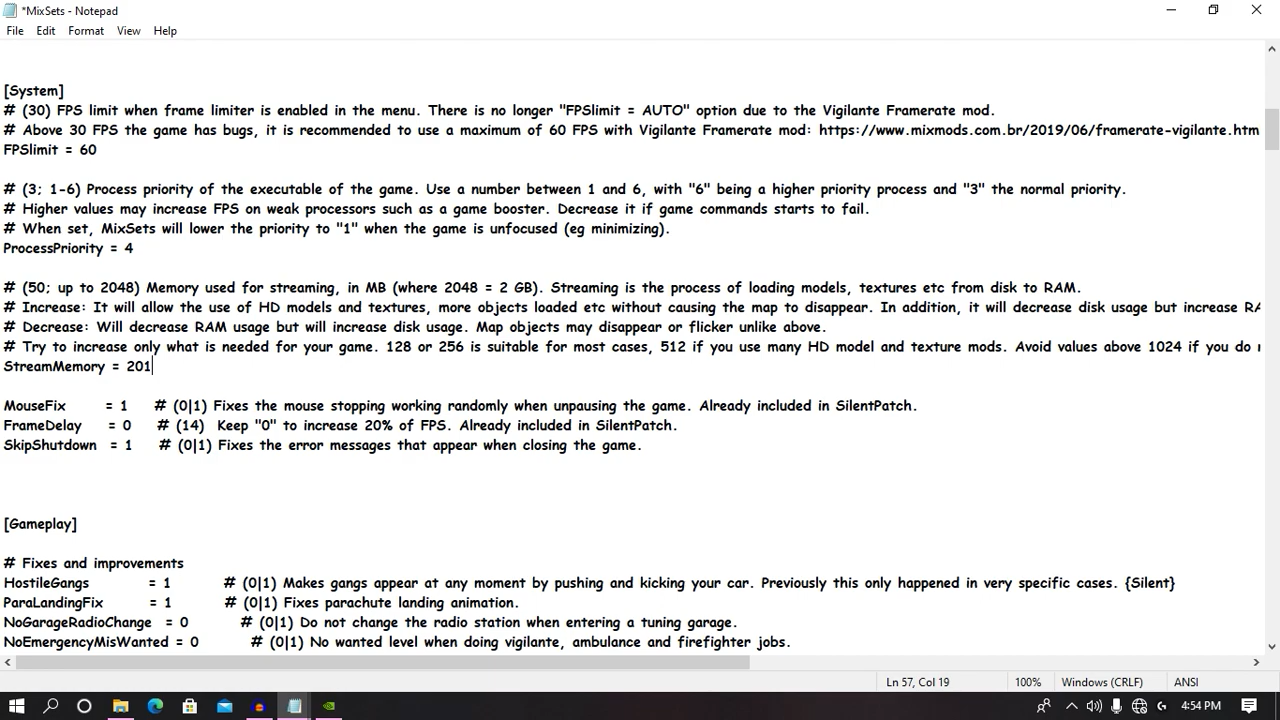 *MixSets - Notepad
File Edit Format View Help
[System]
# (30) FPS limit when frame limiter is enabled in the menu. There is no longer "FPSlimit = AUTO" option due to the Vigilante Framerate mod.
# Above 30 FPS the game has bugs, it is recommended to use a maximum of 60 FPS with Vigilante Framerate mod: https://www.mixmods.com.br/2019/06/framerate-vigilante.htm
FPSlimit = 60
# (3; 1-6) Process priority of the executable of the game. Use a number between 1 and 6, with "6" being a higher priority process and "3" the normal priority.
# Higher values may increase FPS on weak processors such as a game booster. Decrease it if game commands starts to fail.
# When set, MixSets will lower the priority to "1" when the game is unfocused (eg minimizing).
ProcessPriority = 4
# (50; up to 2048) Memory used for streaming, in MB (where 2048 = 2 GB). Streaming is the process of loading models, textures etc from disk to RAM.
# Increase: It will allow the use of HD models and textures, more objects loaded etc without causing the map to disappear. In addition, it will decrease disk usage but increase RA
# Decrease: Will decrease RAM usage but will increase disk usage. Map objects may disappear or flicker unlike above.
# Try to increase only what is needed for your game. 128 or 256 is suitable for most cases, 512 if you use many HD model and texture mods. Avoid values above 1024 if you do
StreamMemory = 201
MouseFix = 1 # (0|1) Fixes the mouse stopping working randomly when unpausing the game. Already included in SilentPatch.
FrameDelay = 0 # (14) Keep "0" to increase 20% of FPS. Already included in SilentPatch.
SkipShutdown = 1 # (0|1) Fixes the error messages that appear when closing the game.
[Gameplay]
# Fixes and improvements
HostileGangs = 1 # (0|1) Makes gangs appear at any moment by pushing and kicking your car. Previously this only happened in very specific cases. {Silent}
ParaLandingFix = 1 # (0|1) Fixes parachute landing animation.
NoGarageRadioChange = 0 # (0|1) Do not change the radio station when entering a tuning garage.
NoEmergencyMisWanted = 0 # (0|1) No wanted level when doing vigilante, ambulance and firefighter jobs.
Ln 57, Col 19 100% Windows (CRLF) ANSI
4:54 PM